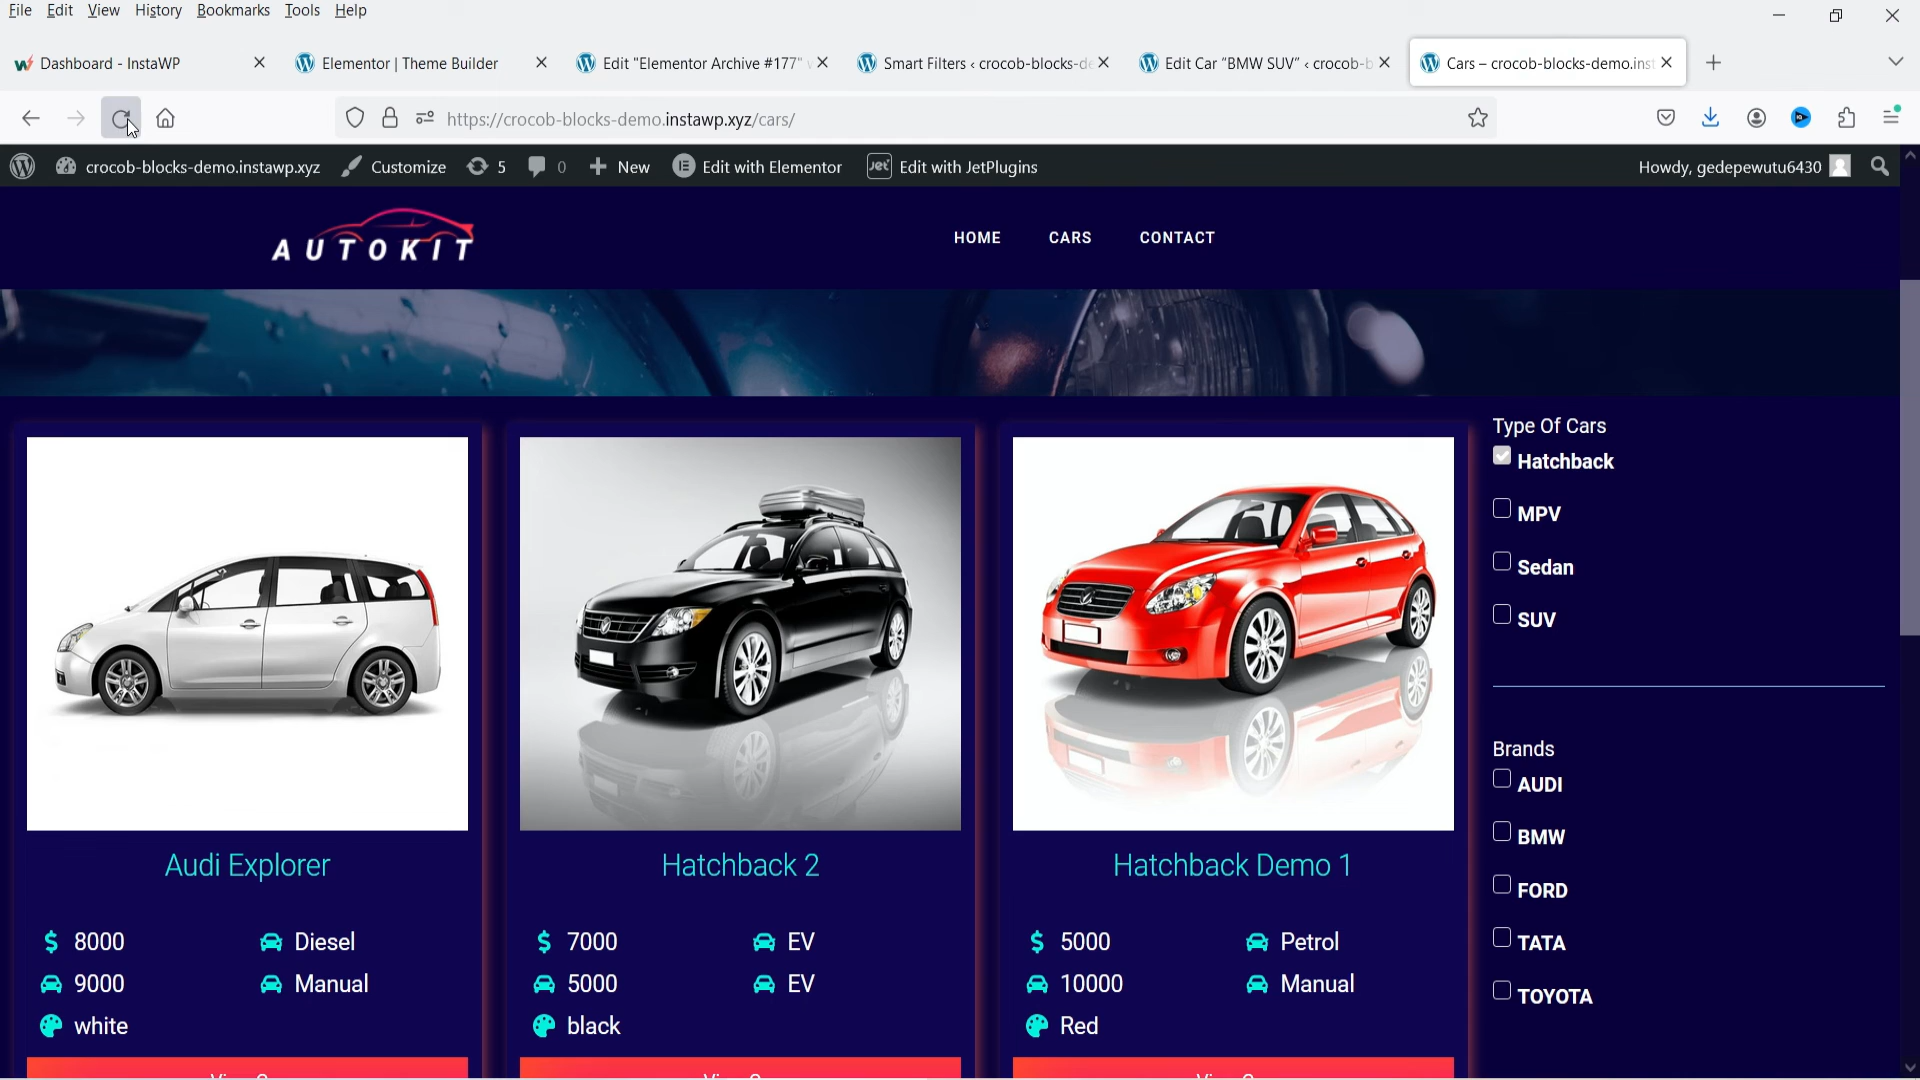 File Edit View History Bookmarks Tools Help
Dashboard - InstaWP
Elementor | Theme Builder
Edit "Elementor Archive #177"
Smart Filters ‹ crocob-blocks-de
Edit Car “BMW SUV” ‹ crocob-b
Cars – crocob-blocks-demo.inst
https://crocob-blocks-demo.instawp.xyz/cars/
crocob-blocks-demo.instawp.xyz Customize 5 0 New Edit with Elementor Jet Edit with JetPlugins Howdy, gedepewutu6430
AUTOKIT
HOME CARS CONTACT
Type Of Cars
Hatchback
MPV
Sedan
SUV
Brands
AUDI
BMW
FORD
TATA
TOYOTA
Audi Explorer
$ 8000 Diesel
9000 Manual
white
Hatchback 2
$ 7000 EV
5000 EV
black
Hatchback Demo 1
$ 5000 Petrol
10000 Manual
Red